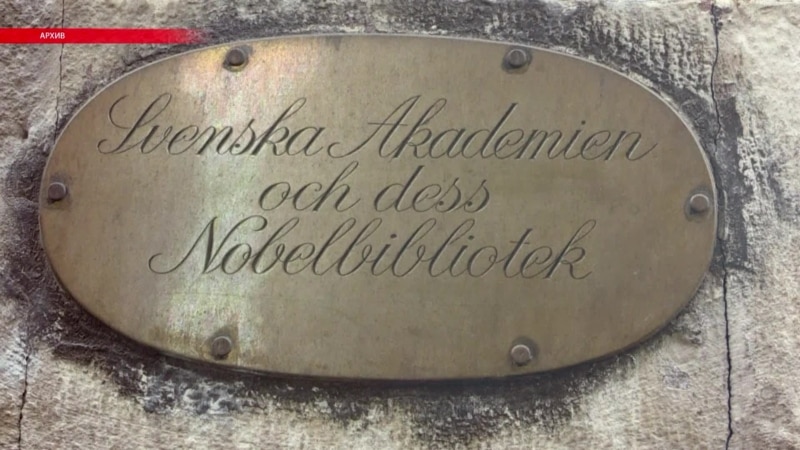 АРХИВ
Svenska Akademien
och dess
Nobelbibliotek